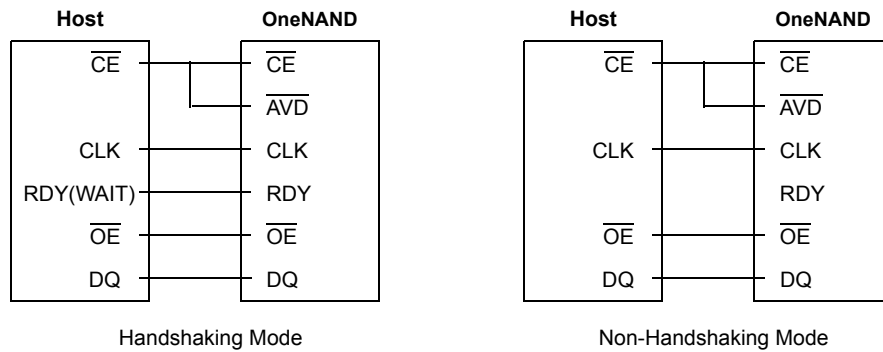 Host OneNAND
CE CE
AVD
CLK CLK
RDY(WAIT) RDY
OE OE
DQ DQ
Handshaking Mode
Host OneNAND
CE CE
AVD
CLK CLK
RDY
OE OE
DQ DQ
Non-Handshaking Mode